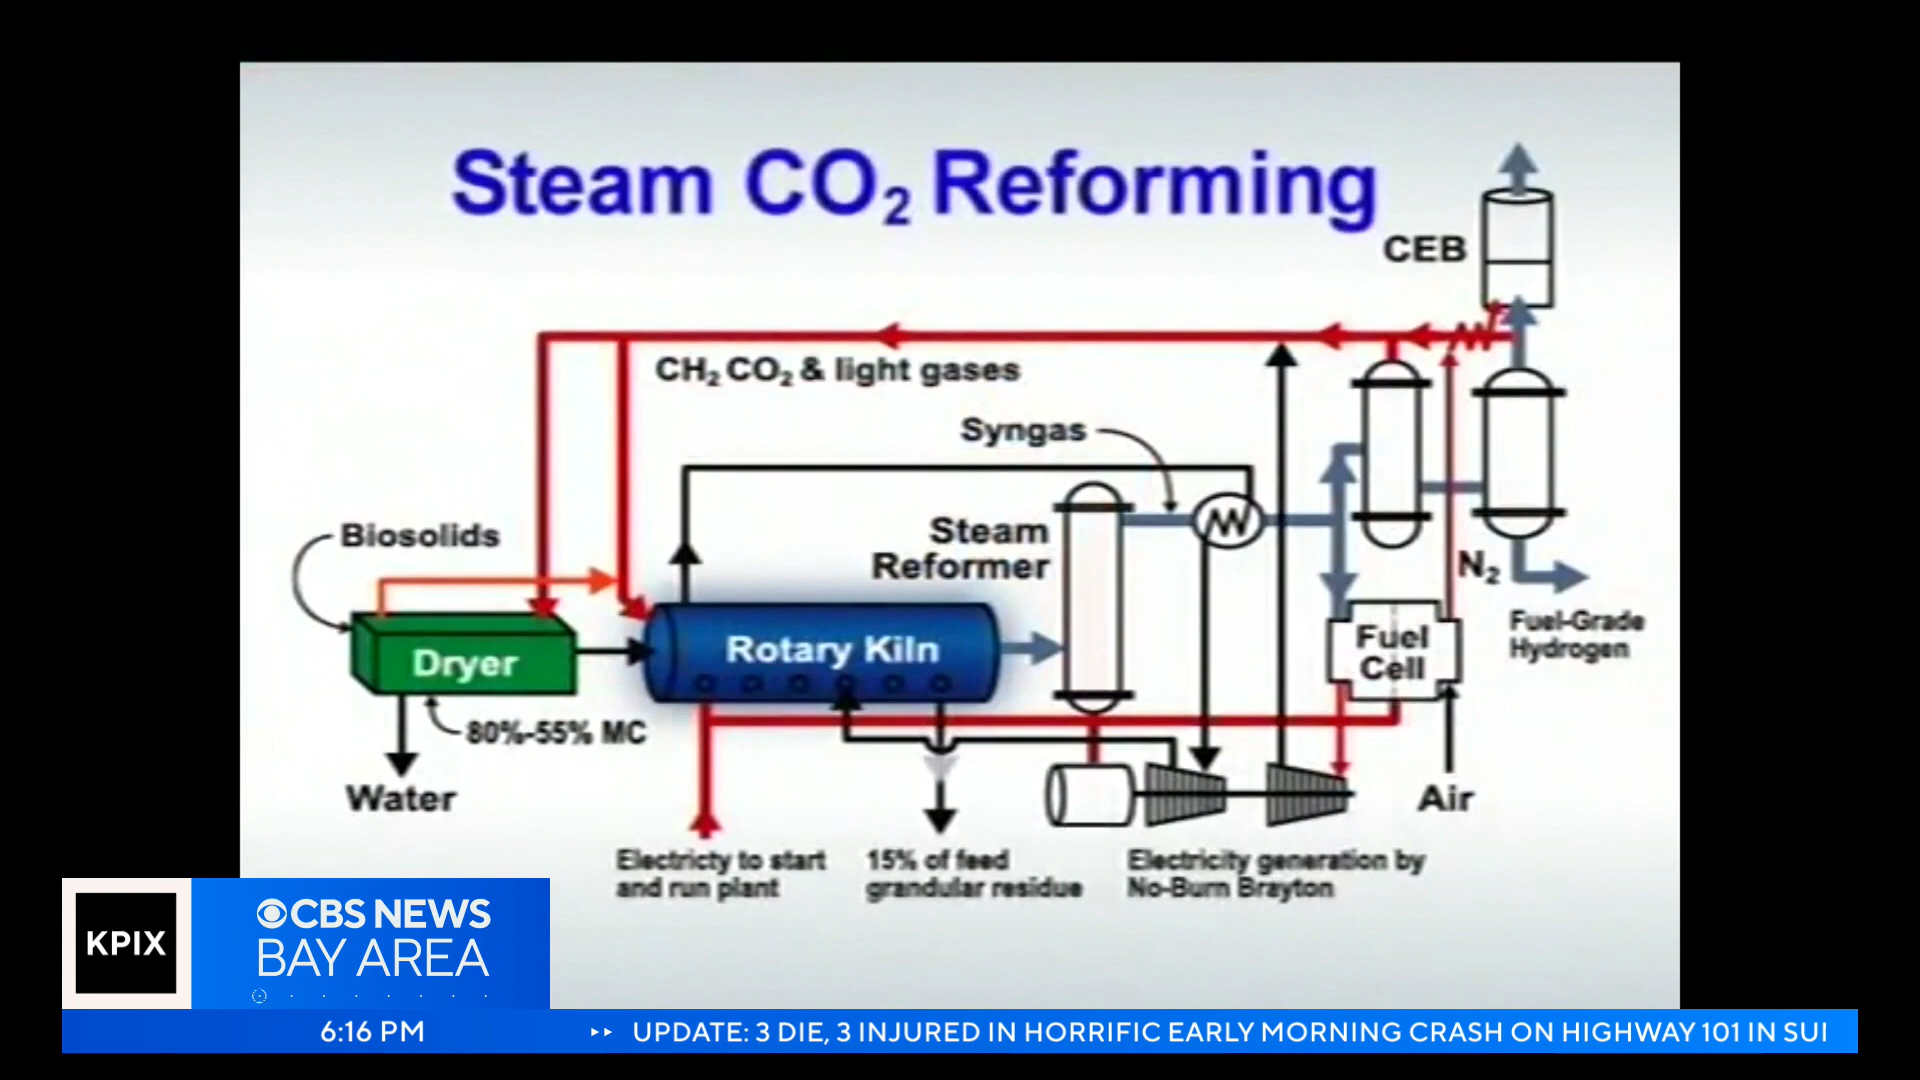 Steam CO₂ Reforming
CEB
CH₂ CO₂ & light gases
Syngas
Biosolids
Steam
Reformer
N₂
Fuel-Grade
Hydrogen
Dryer
Rotary Kiln
Fuel
Cell
80%-55% MC
Water
Air
Electricty to start
and run plant
15% of feed
grandular residue
Electricity generation by
No-Burn Brayton
KPIX
CBS NEWS
BAY AREA
6:16 PM
UPDATE: 3 DIE, 3 INJURED IN HORRIFIC EARLY MORNING CRASH ON HIGHWAY 101 IN SUI